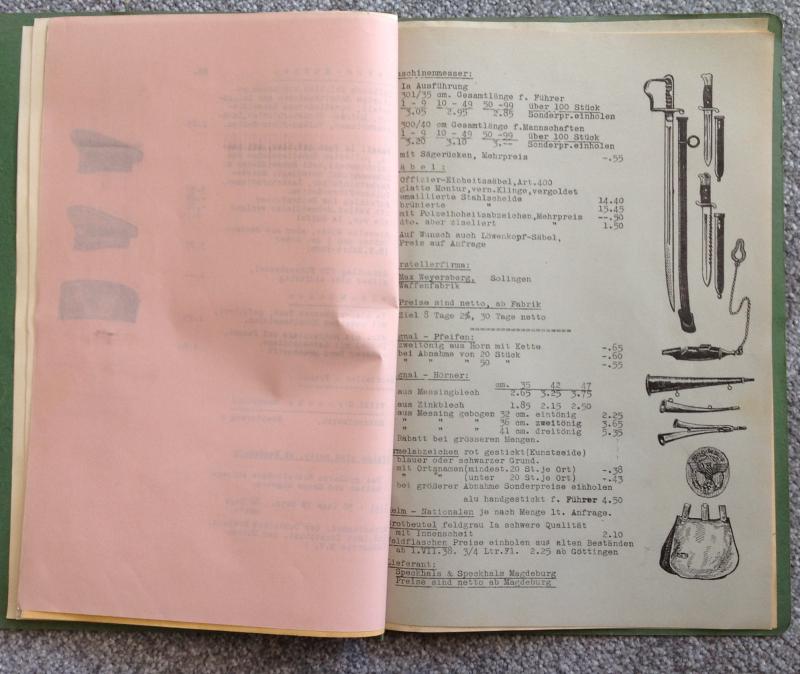 aschinenmesser:
Ia Ausführung
301/35 cm. Gesamtlänge f. Führer
1 - 9 10 - 49 50 -99 über 100 Stück
3.05 2.95 2.85 Sonderpr.einholen
300/40 cm Gesamtlänge f.Mannschaften
1 - 9 10 - 49 50 -99 über 100 Stück
3.20 3.10 3.-- Sonderpr.einholen
mit Sägerücken, Mehrpreis -.55
äbel:
Offizier-Einheitssäbel,Art.400
glatte Montur,vern.Klinge,vergoldet
emaillierte Stahlscheide 14.40
brünierte " 15.45
mit Polzeihoheitsabzeichen,Mehrpreis --.30
dto. aber ziseliert " 1.50
Auf Wunsch auch Löwenkopf-Säbel,
Preis auf Anfrage
erstellerfirma:
Max Weyersberg, Solingen
Waffenfabrik
Preise sind netto, ab Fabrik
Ziel 8 Tage 2%, 30 Tage netto
gnal - Pfeifen:
zweitönig aus Horn mit Kette -.65
bei Abnahme von 20 Stück -.60
" " " 50 " -.55
gnal - Hörner: cm. 35 42 47
aus Messingblech 2.65 3.25 3.75
aus Zinkblech 1.85 2.15 2.50
aus Messing gebogen 32 cm. eintönig 2.25
" " " 36 cm. zweitönig 3.65
" " " 41 cm. dreitönig 5.35
Rabatt bei grösseren Mengen.
rmelabzeichen rot gestickt(Kunstseide)
blauer oder schwarzer Grund.
mit Ortsnamen(mindest.20 St.je Ort) -.38
" " (unter 20 St.je Ort) -.43
bei größerer Abnahme Sonderpreise einholen
alu handgestickt f. Führer 4.50
elm - Nationalen je nach Menge lt. Anfrage.
rotbeutel feldgrau Ia schwere Qualität
mit Innenscheit 2.10
eldflaschen Preise einholen aus alten Beständen
ab 1.VII.38. 3/4 Ltr.Fl. 2.25 ab Göttingen
ieferant:
Speckhals & Speckhals Magdeburg
Preise sind netto ab Magdeburg